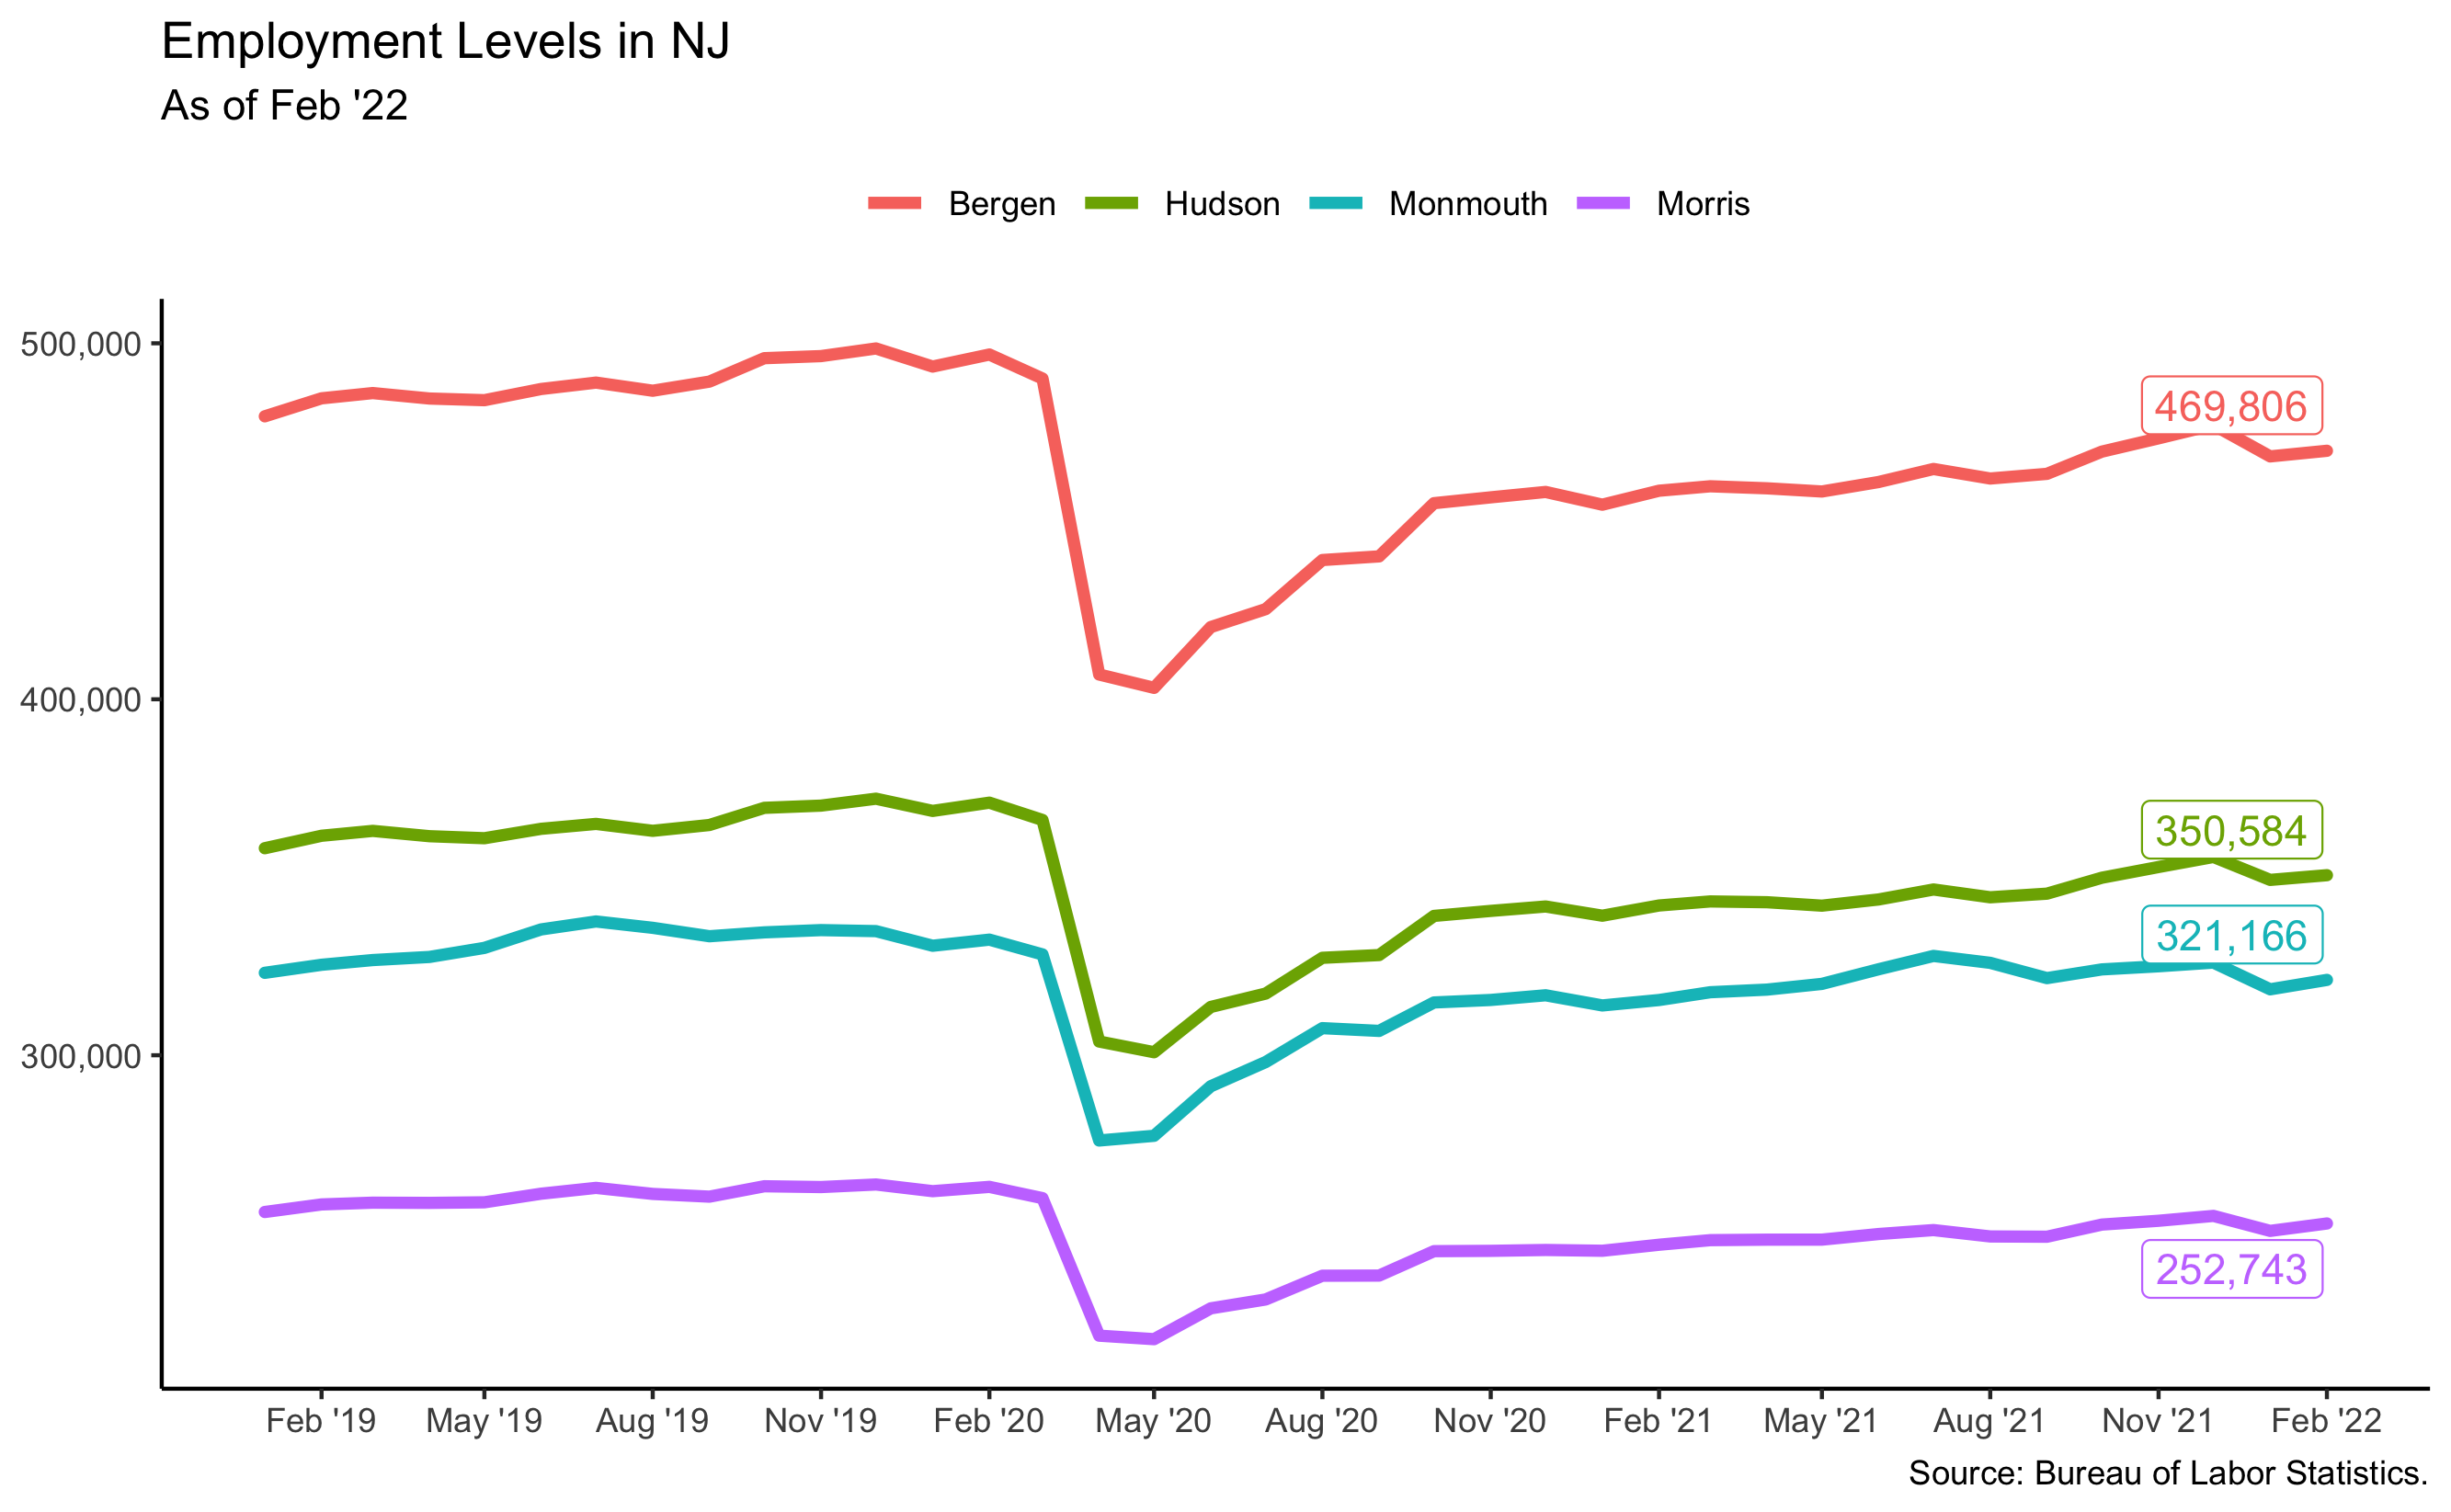 Employment Levels in NJ
As of Feb '22
Bergen Hudson Monmouth Morris
500,000
469,806
400,000
350,584
321,166
300,000
252,743
Feb '19 May '19 Aug '19 Nov '19 Feb '20 May '20 Aug '20 Nov '20 Feb '21 May '21 Aug '21 Nov '21 Feb '22
Source: Bureau of Labor Statistics.